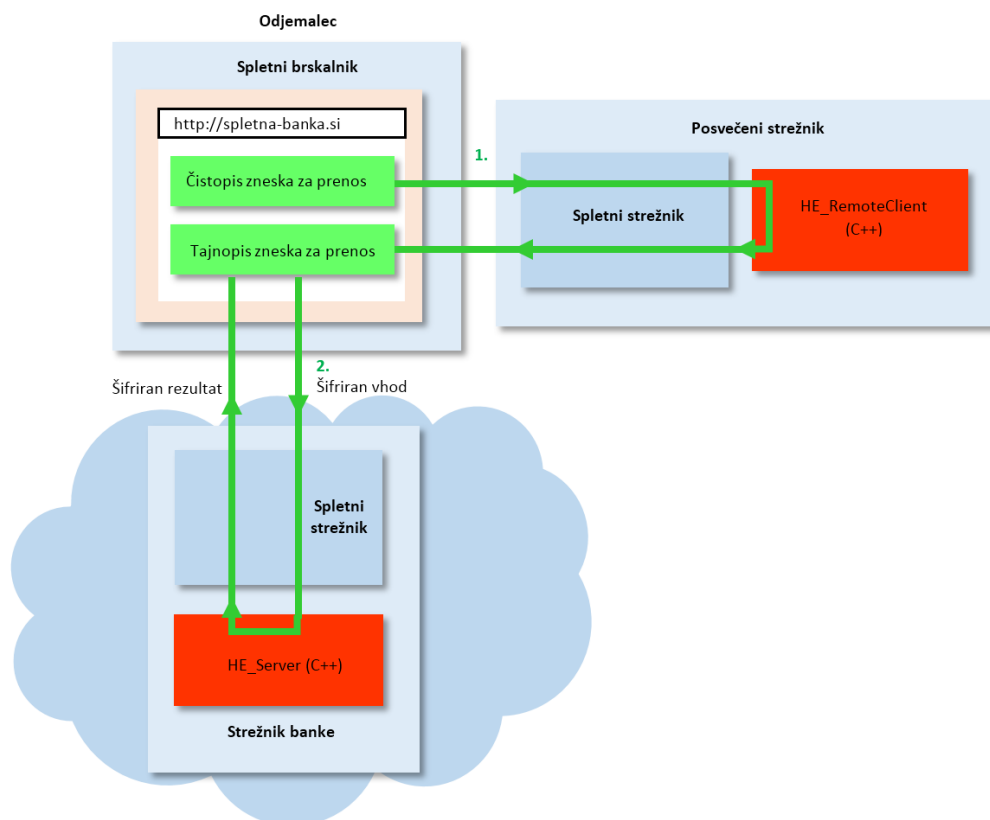 Odjemalec
Spletni brskalnik
http://spletna-banka.si
Čistopis zneska za prenos
Tajnopis zneska za prenos
1.
Posvečeni strežnik
Spletni strežnik
HE_RemoteClient
(C++)
2.
Šifriran rezultat
Šifriran vhod
Spletni
strežnik
HE_Server (C++)
Strežnik banke